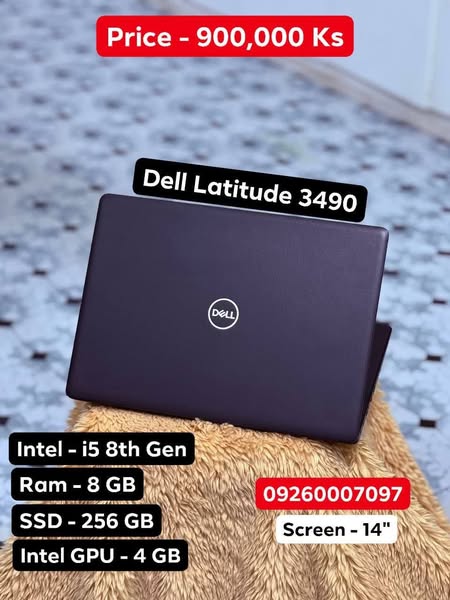 Price - 900,000 Ks
Dell Latitude 3490
DELL
Intel - i5 8th Gen
Ram - 8 GB
SSD - 256 GB
Intel GPU - 4 GB
09260007097
Screen - 14"